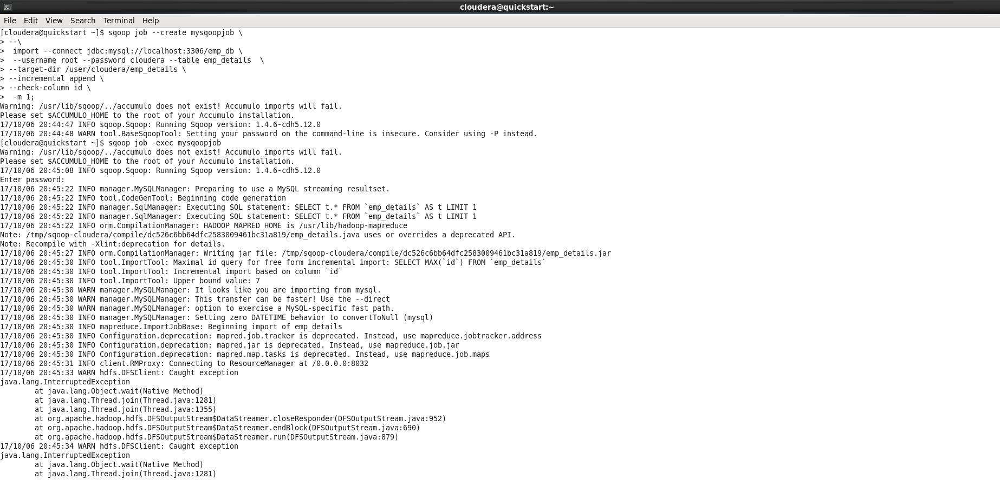 cloudera@quickstart:~
File Edit View Search Terminal Help
[cloudera@quickstart ~]$ sqoop job --create mysqoopjob \
> --\
>  import --connect jdbc:mysql://localhost:3306/emp_db \
>  --username root --password cloudera --table emp_details  \
> --target-dir /user/cloudera/emp_details \
> --incremental append \
> --check-column id \
>  -m 1;
Warning: /usr/lib/sqoop/../accumulo does not exist! Accumulo imports will fail.
Please set $ACCUMULO_HOME to the root of your Accumulo installation.
17/10/06 20:44:47 INFO sqoop.Sqoop: Running Sqoop version: 1.4.6-cdh5.12.0
17/10/06 20:44:48 WARN tool.BaseSqoopTool: Setting your password on the command-line is insecure. Consider using -P instead.
[cloudera@quickstart ~]$ sqoop job -exec mysqoopjob
Warning: /usr/lib/sqoop/../accumulo does not exist! Accumulo imports will fail.
Please set $ACCUMULO_HOME to the root of your Accumulo installation.
17/10/06 20:45:08 INFO sqoop.Sqoop: Running Sqoop version: 1.4.6-cdh5.12.0
Enter password:
17/10/06 20:45:22 INFO manager.MySQLManager: Preparing to use a MySQL streaming resultset.
17/10/06 20:45:22 INFO tool.CodeGenTool: Beginning code generation
17/10/06 20:45:22 INFO manager.SqlManager: Executing SQL statement: SELECT t.* FROM `emp_details` AS t LIMIT 1
17/10/06 20:45:22 INFO manager.SqlManager: Executing SQL statement: SELECT t.* FROM `emp_details` AS t LIMIT 1
17/10/06 20:45:22 INFO orm.CompilationManager: HADOOP_MAPRED_HOME is /usr/lib/hadoop-mapreduce
Note: /tmp/sqoop-cloudera/compile/dc526c6bb64dfc2583009461bc31a819/emp_details.java uses or overrides a deprecated API.
Note: Recompile with -Xlint:deprecation for details.
17/10/06 20:45:27 INFO orm.CompilationManager: Writing jar file: /tmp/sqoop-cloudera/compile/dc526c6bb64dfc2583009461bc31a819/emp_details.jar
17/10/06 20:45:30 INFO tool.ImportTool: Maximal id query for free form incremental import: SELECT MAX(`id`) FROM `emp_details`
17/10/06 20:45:30 INFO tool.ImportTool: Incremental import based on column `id`
17/10/06 20:45:30 INFO tool.ImportTool: Upper bound value: 7
17/10/06 20:45:30 WARN manager.MySQLManager: It looks like you are importing from mysql.
17/10/06 20:45:30 WARN manager.MySQLManager: This transfer can be faster! Use the --direct
17/10/06 20:45:30 WARN manager.MySQLManager: option to exercise a MySQL-specific fast path.
17/10/06 20:45:30 INFO manager.MySQLManager: Setting zero DATETIME behavior to convertToNull (mysql)
17/10/06 20:45:30 INFO mapreduce.ImportJobBase: Beginning import of emp_details
17/10/06 20:45:30 INFO Configuration.deprecation: mapred.job.tracker is deprecated. Instead, use mapreduce.jobtracker.address
17/10/06 20:45:30 INFO Configuration.deprecation: mapred.jar is deprecated. Instead, use mapreduce.job.jar
17/10/06 20:45:30 INFO Configuration.deprecation: mapred.map.tasks is deprecated. Instead, use mapreduce.job.maps
17/10/06 20:45:31 INFO client.RMProxy: Connecting to ResourceManager at /0.0.0.0:8032
17/10/06 20:45:33 WARN hdfs.DFSClient: Caught exception
java.lang.InterruptedException
        at java.lang.Object.wait(Native Method)
        at java.lang.Thread.join(Thread.java:1281)
        at java.lang.Thread.join(Thread.java:1355)
        at org.apache.hadoop.hdfs.DFSOutputStream$DataStreamer.closeResponder(DFSOutputStream.java:952)
        at org.apache.hadoop.hdfs.DFSOutputStream$DataStreamer.endBlock(DFSOutputStream.java:690)
        at org.apache.hadoop.hdfs.DFSOutputStream$DataStreamer.run(DFSOutputStream.java:879)
17/10/06 20:45:34 WARN hdfs.DFSClient: Caught exception
java.lang.InterruptedException
        at java.lang.Object.wait(Native Method)
        at java.lang.Thread.join(Thread.java:1281)